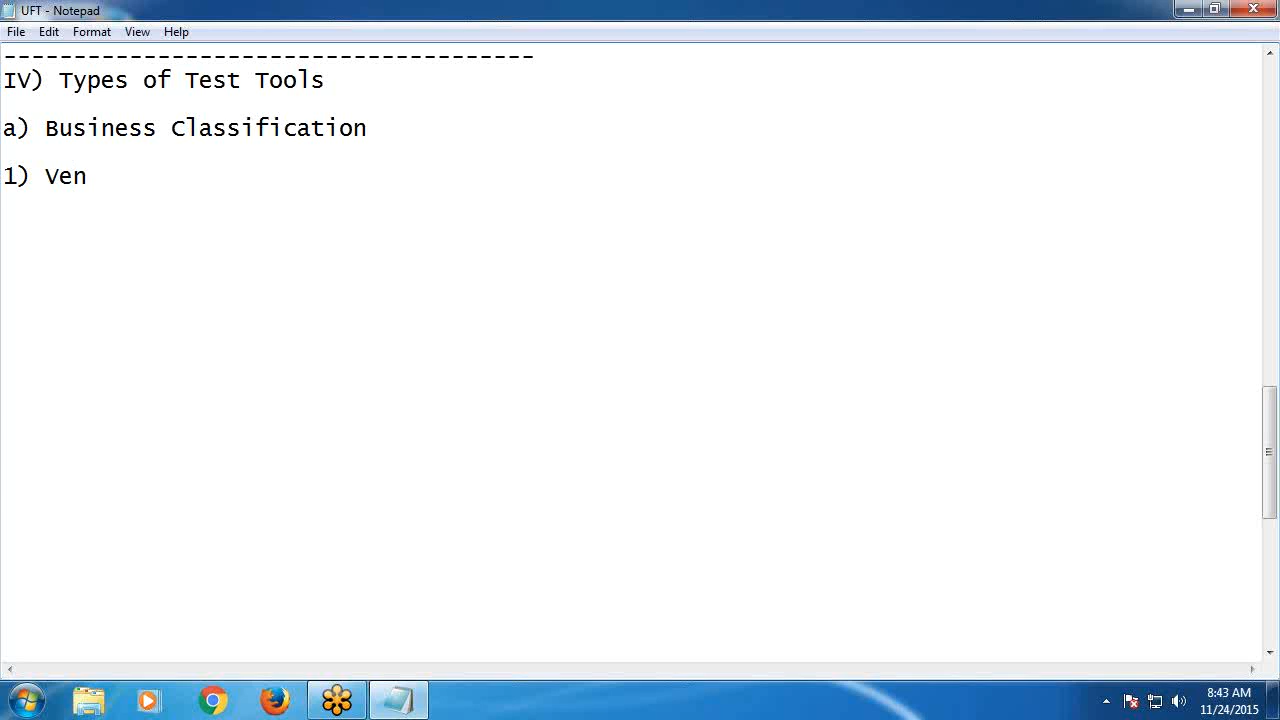 UFT - Notepad
File Edit Format View Help
--------------------------------------
IV) Types of Test Tools
a) Business Classification
1) Ven
8:43 AM
11/24/2015